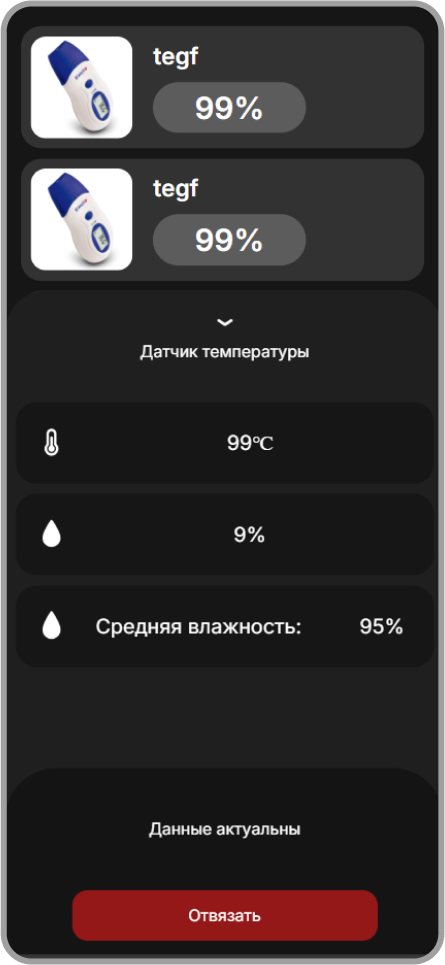 tegf
99%
tegf
99%
Датчик температуры
99℃
9%
Средняя влажность: 95%
Данные актуальны
Отвязать